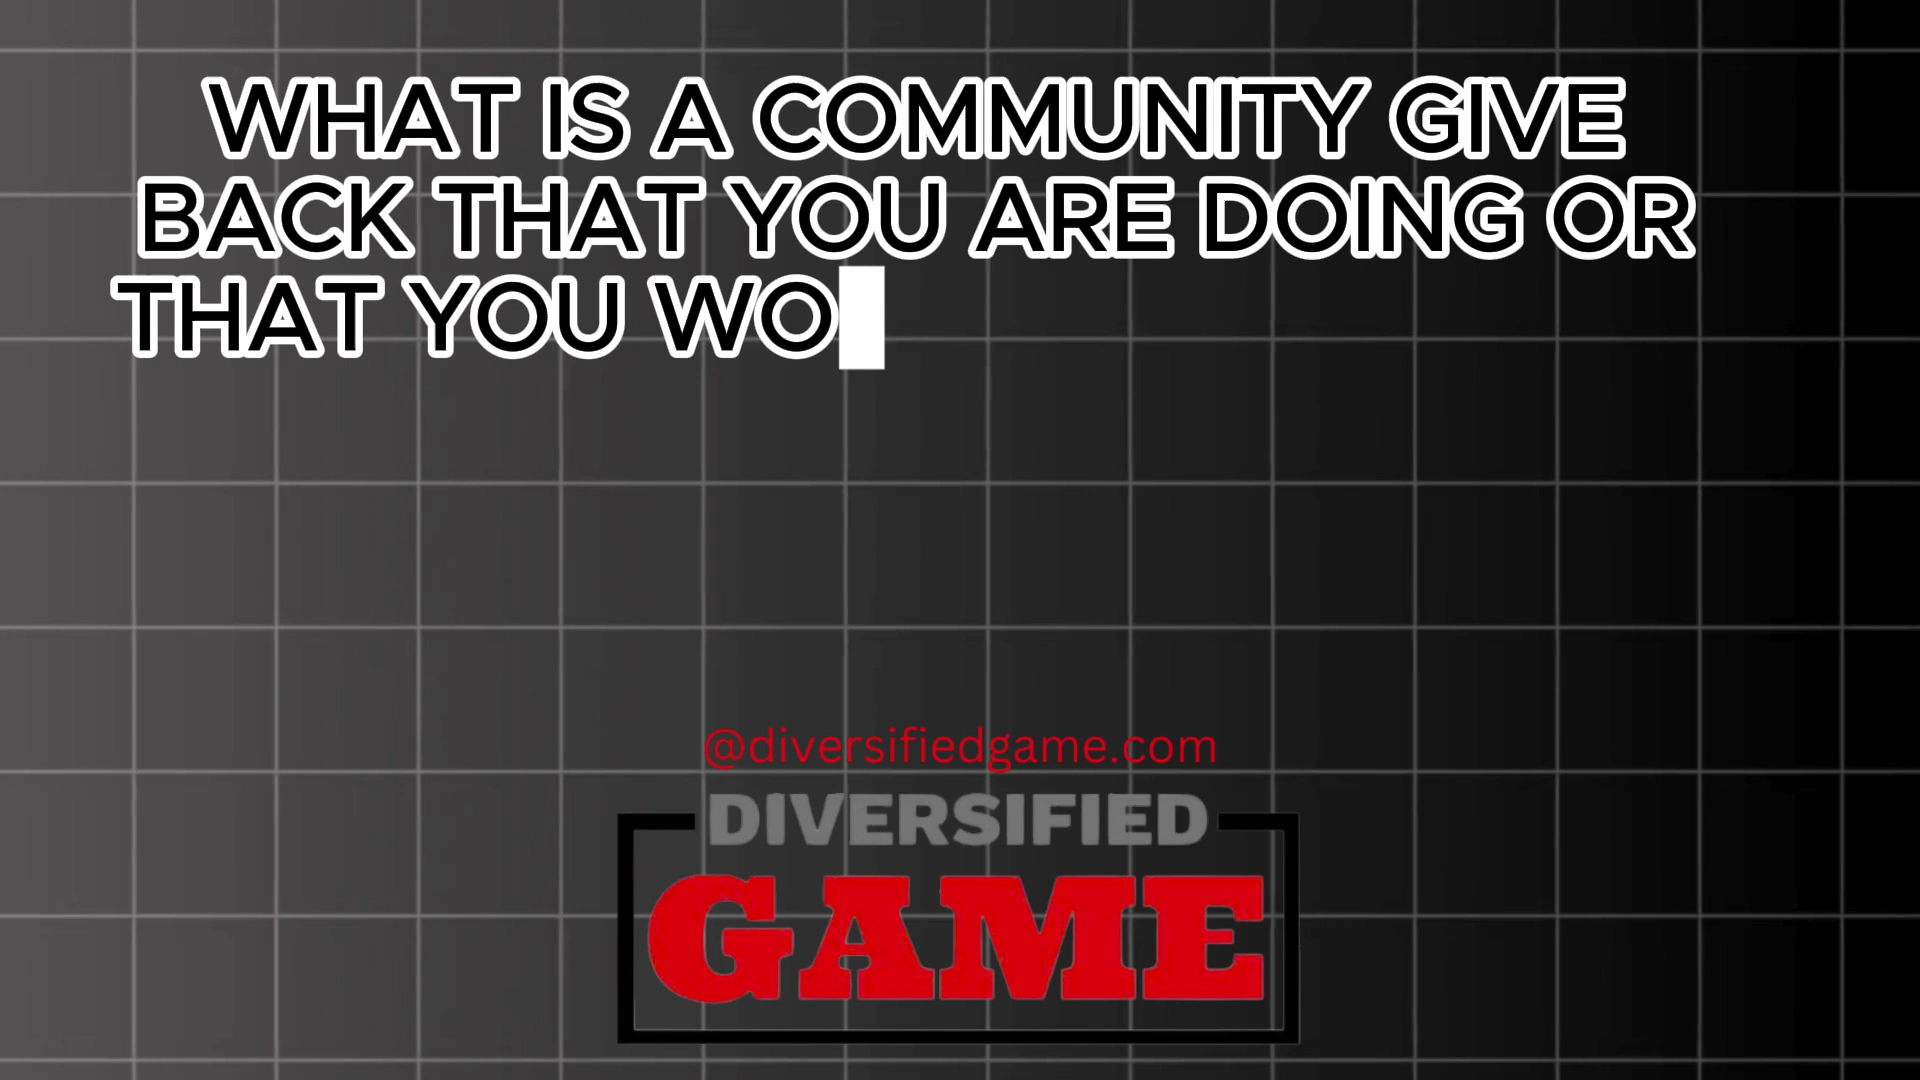 WHAT IS A COMMUNITY GIVE
BACK THAT YOU ARE DOING OR
THAT YOU WO
@diversifiedgame.com
DIVERSIFIED
GAME